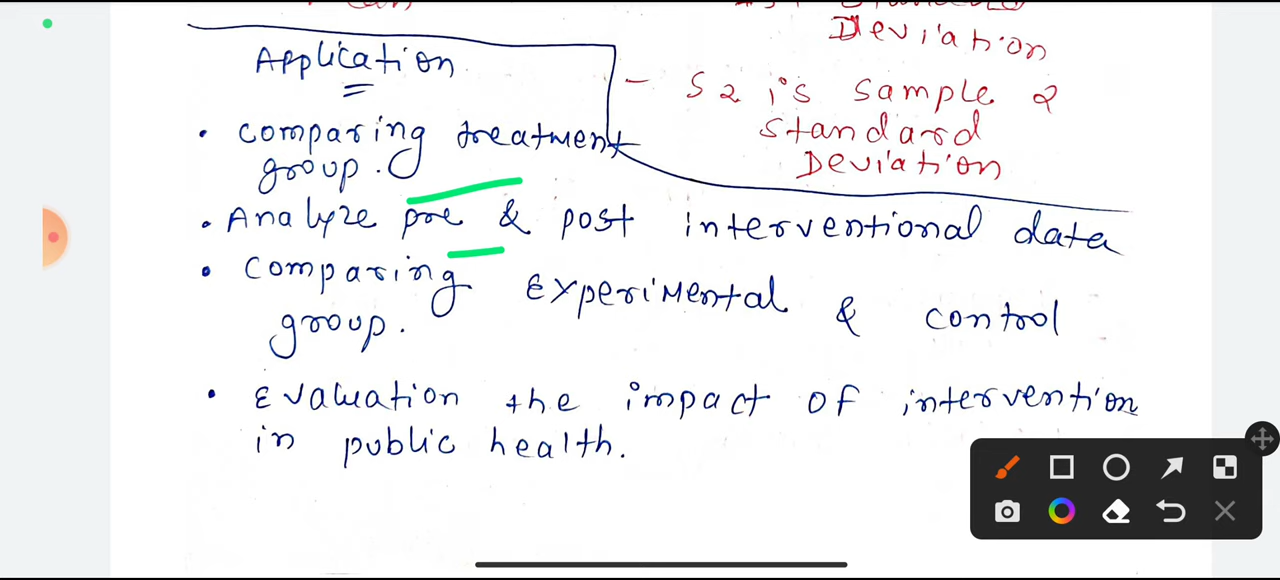 Deviation
Application
- S2 is sample 2
standard
Deviation
• comparing treatment
group.
• Analyze pre & post interventional data
• comparing experimental & control
group.
• Evaluation the impact of intervention
in public health.